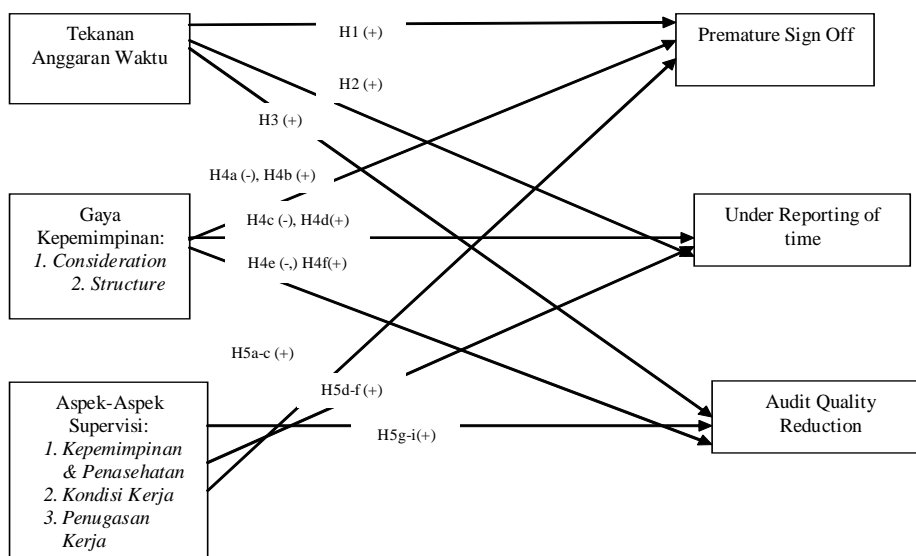 Tekanan
Anggaran Waktu
H1 (+)
Premature Sign Off
H2 (+)
H3 (+)
H4a (-), H4b (+)
Gaya
Kepemimpinan:
1. Consideration
2. Structure
H4c (-), H4d(+)
H4e (-,) H4f(+)
Under Reporting of
time
H5a-c (+)
Aspek-Aspek
Supervisi:
1. Kepemimpinan
& Penasehatan
2. Kondisi Kerja
3. Penugasan
Kerja
H5d-f (+)
H5g-i(+)
Audit Quality
Reduction